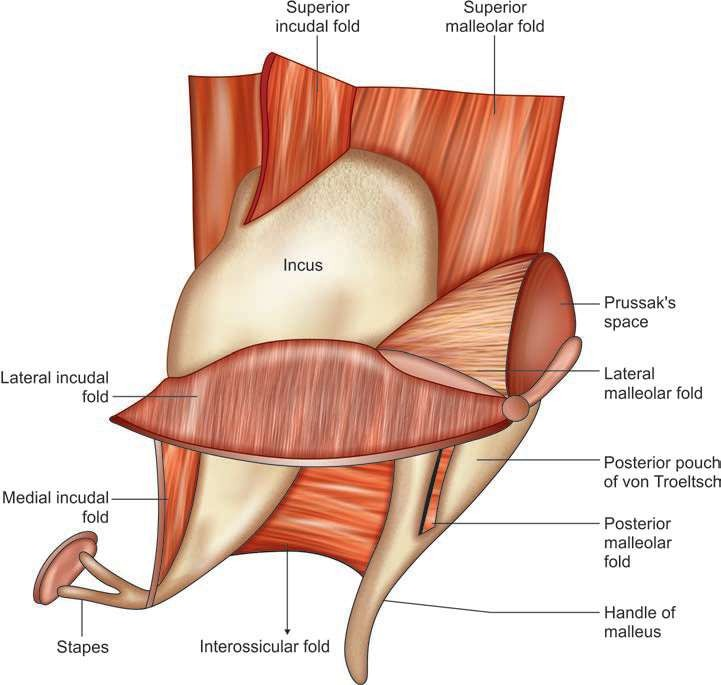 Superior
incudal fold
Superior
malleolar fold
Incus
Prussak's
space
Lateral incudal
fold
Lateral
malleolar fold
Posterior pouch
of von Troeltsch
Medial incudal
fold
Posterior
malleolar
fold
Handle of
malleus
Stapes
Interossicular fold